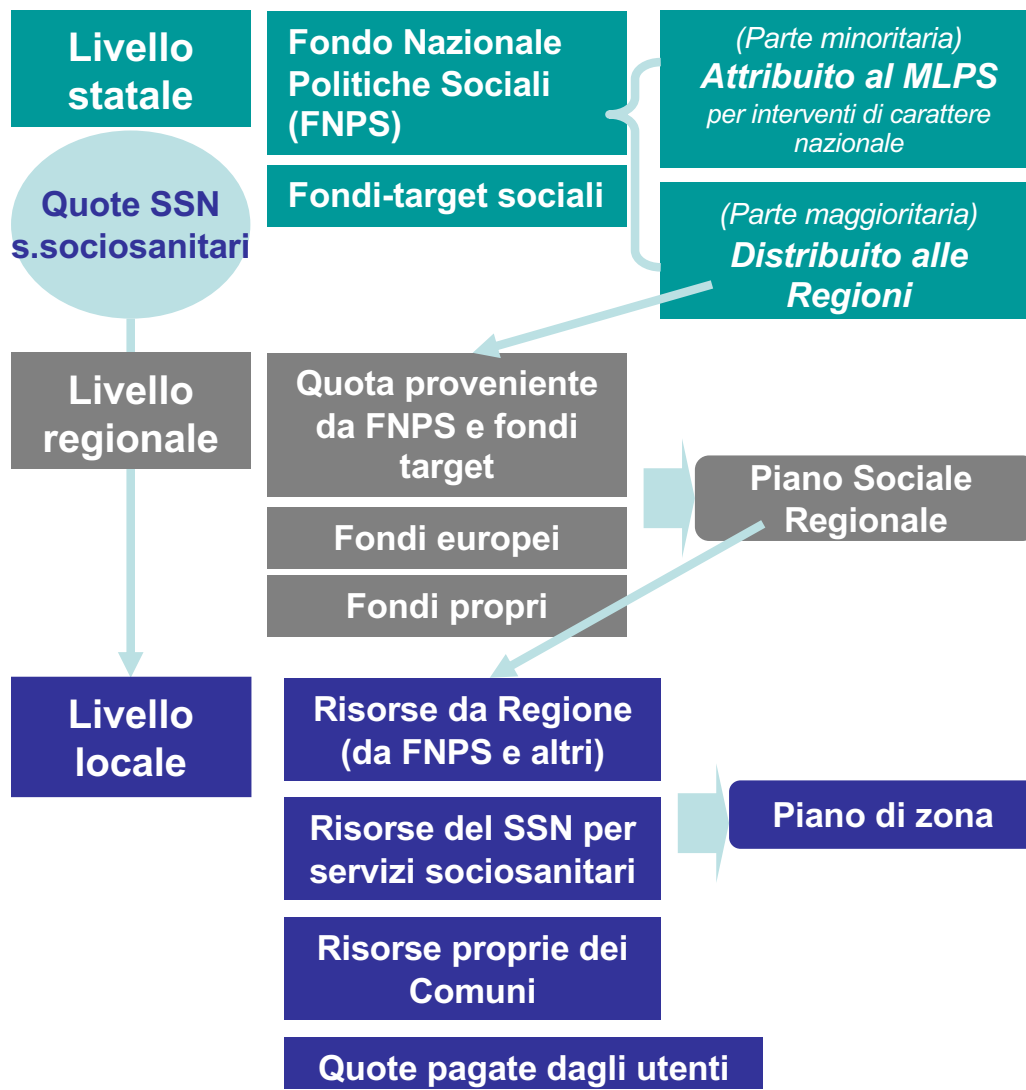 Livello
statale
Fondo Nazionale
Politiche Sociali
(FNPS)
Fondi-target sociali
(Parte minoritaria)
Attribuito al MLPS
per interventi di carattere
nazionale
(Parte maggioritaria)
Distribuito alle
Regioni
Quote SSN
s.sociosanitari
Livello
regionale
Quota proveniente
da FNPS e fondi
target
Fondi europei
Fondi propri
Piano Sociale
Regionale
Livello
locale
Risorse da Regione
(da FNPS e altri)
Risorse del SSN per
servizi sociosanitari
Risorse proprie dei
Comuni
Quote pagate dagli utenti
Piano di zona